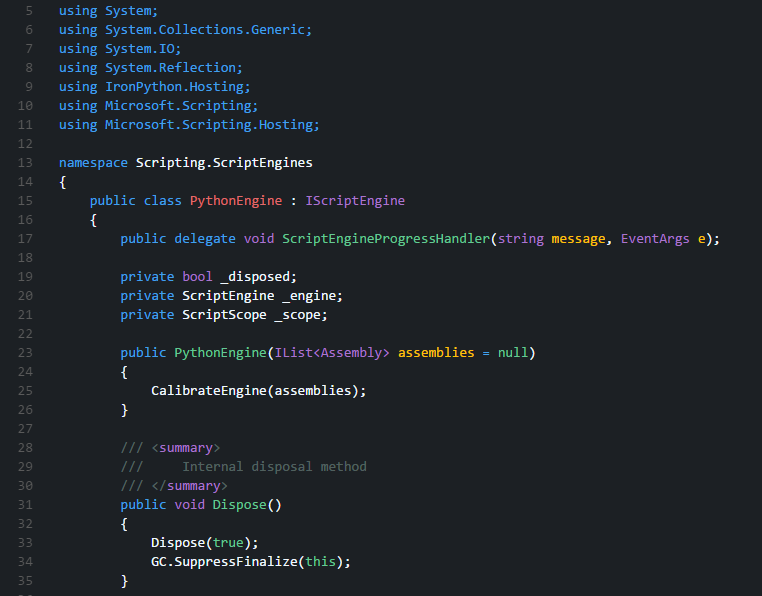 5 using System;
6 using System.Collections.Generic;
7 using System.IO;
8 using System.Reflection;
9 using IronPython.Hosting;
10 using Microsoft.Scripting;
11 using Microsoft.Scripting.Hosting;
12
13 namespace Scripting.ScriptEngines
14 {
15     public class PythonEngine : IScriptEngine
16     {
17         public delegate void ScriptEngineProgressHandler(string message, EventArgs e);
18
19         private bool _disposed;
20         private ScriptEngine _engine;
21         private ScriptScope _scope;
22
23         public PythonEngine(IList<Assembly> assemblies = null)
24         {
25             CalibrateEngine(assemblies);
26         }
27
28         /// <summary>
29         ///     Internal disposal method
30         /// </summary>
31         public void Dispose()
32         {
33             Dispose(true);
34             GC.SuppressFinalize(this);
35         }